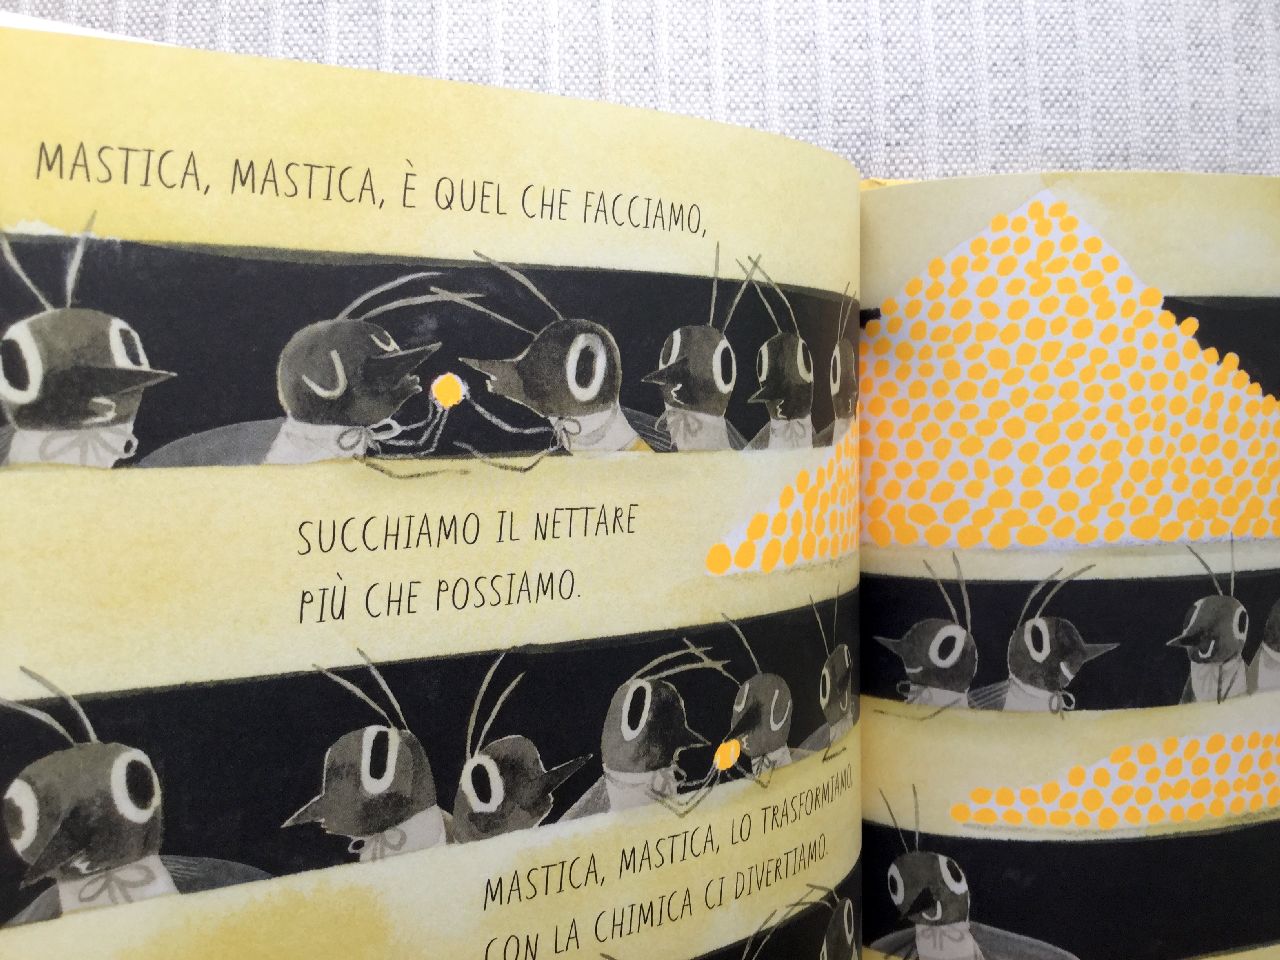 MASTICA, MASTICA, È QUEL CHE FACCIAMO,
SUCCHIAMO IL NETTARE
PIÙ CHE POSSIAMO.
MASTICA, MASTICA, LO TRASFORMIAMO,
CON LA CHIMICA CI DIVERTIAMO.